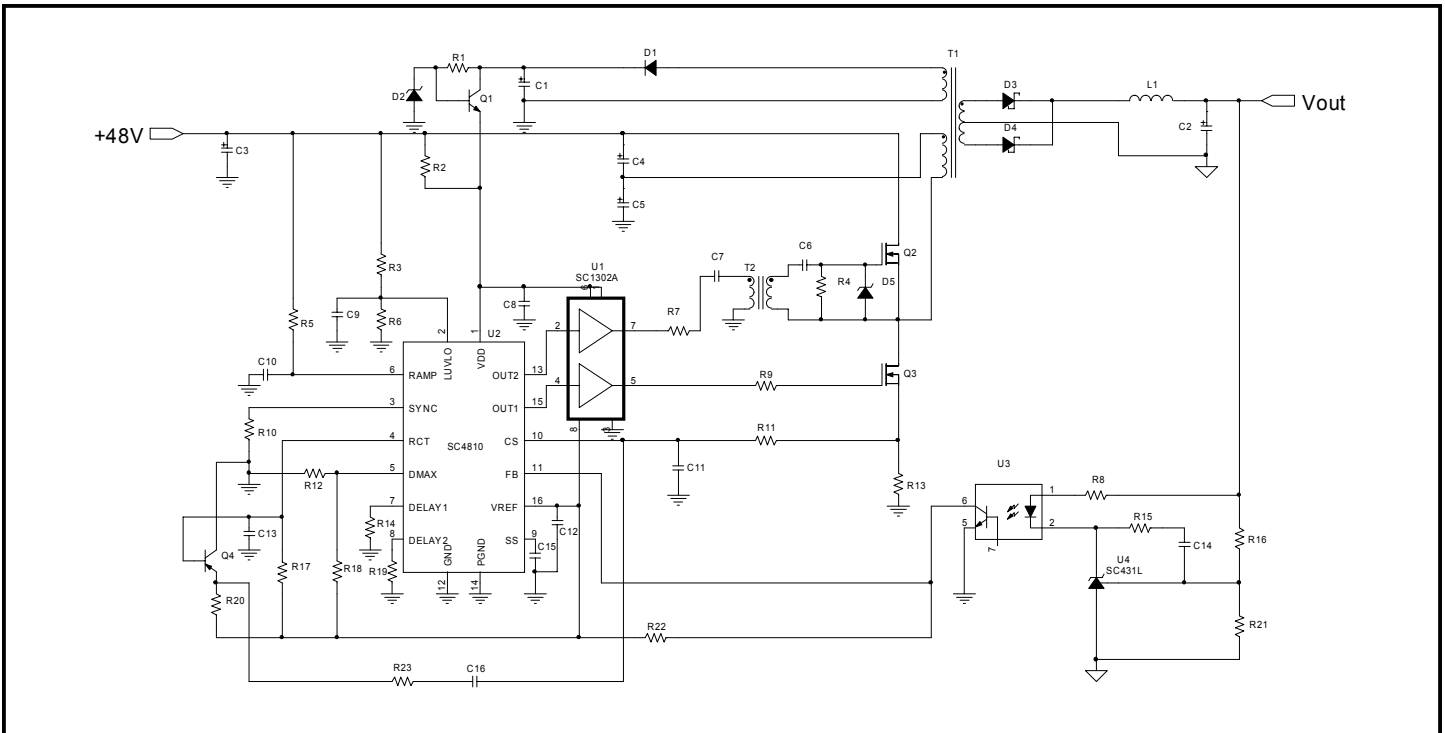 T1
R1
D1
D3
L1
C1
D2
Q1
Vout
+48V
D4
C2
C3
R2
C4
C5
C6
Q2
C7
T2
U1
SC1302A
R4
D5
R3
6
C8
R7
C9
R6
R5
2
1
U2
2
7
C10
LUVLO
VDD
6
RAMP
OUT2
13
Q3
4
5
R9
3
SYNC
OUT1
15
R10
8
3
R11
4
RCT
SC4810
CS
10
U3
R12
5
DMAX
FB
11
C11
R13
R8
6
1
7
DELAY1
VREF
16
R15
R14
C12
5
2
C13
8
DELAY2
SS
9
C15
C14
R16
Q4
GND
PGND
7
U4
SC431L
R17
R18
R19
12
14
R20
R21
R22
R23
C16